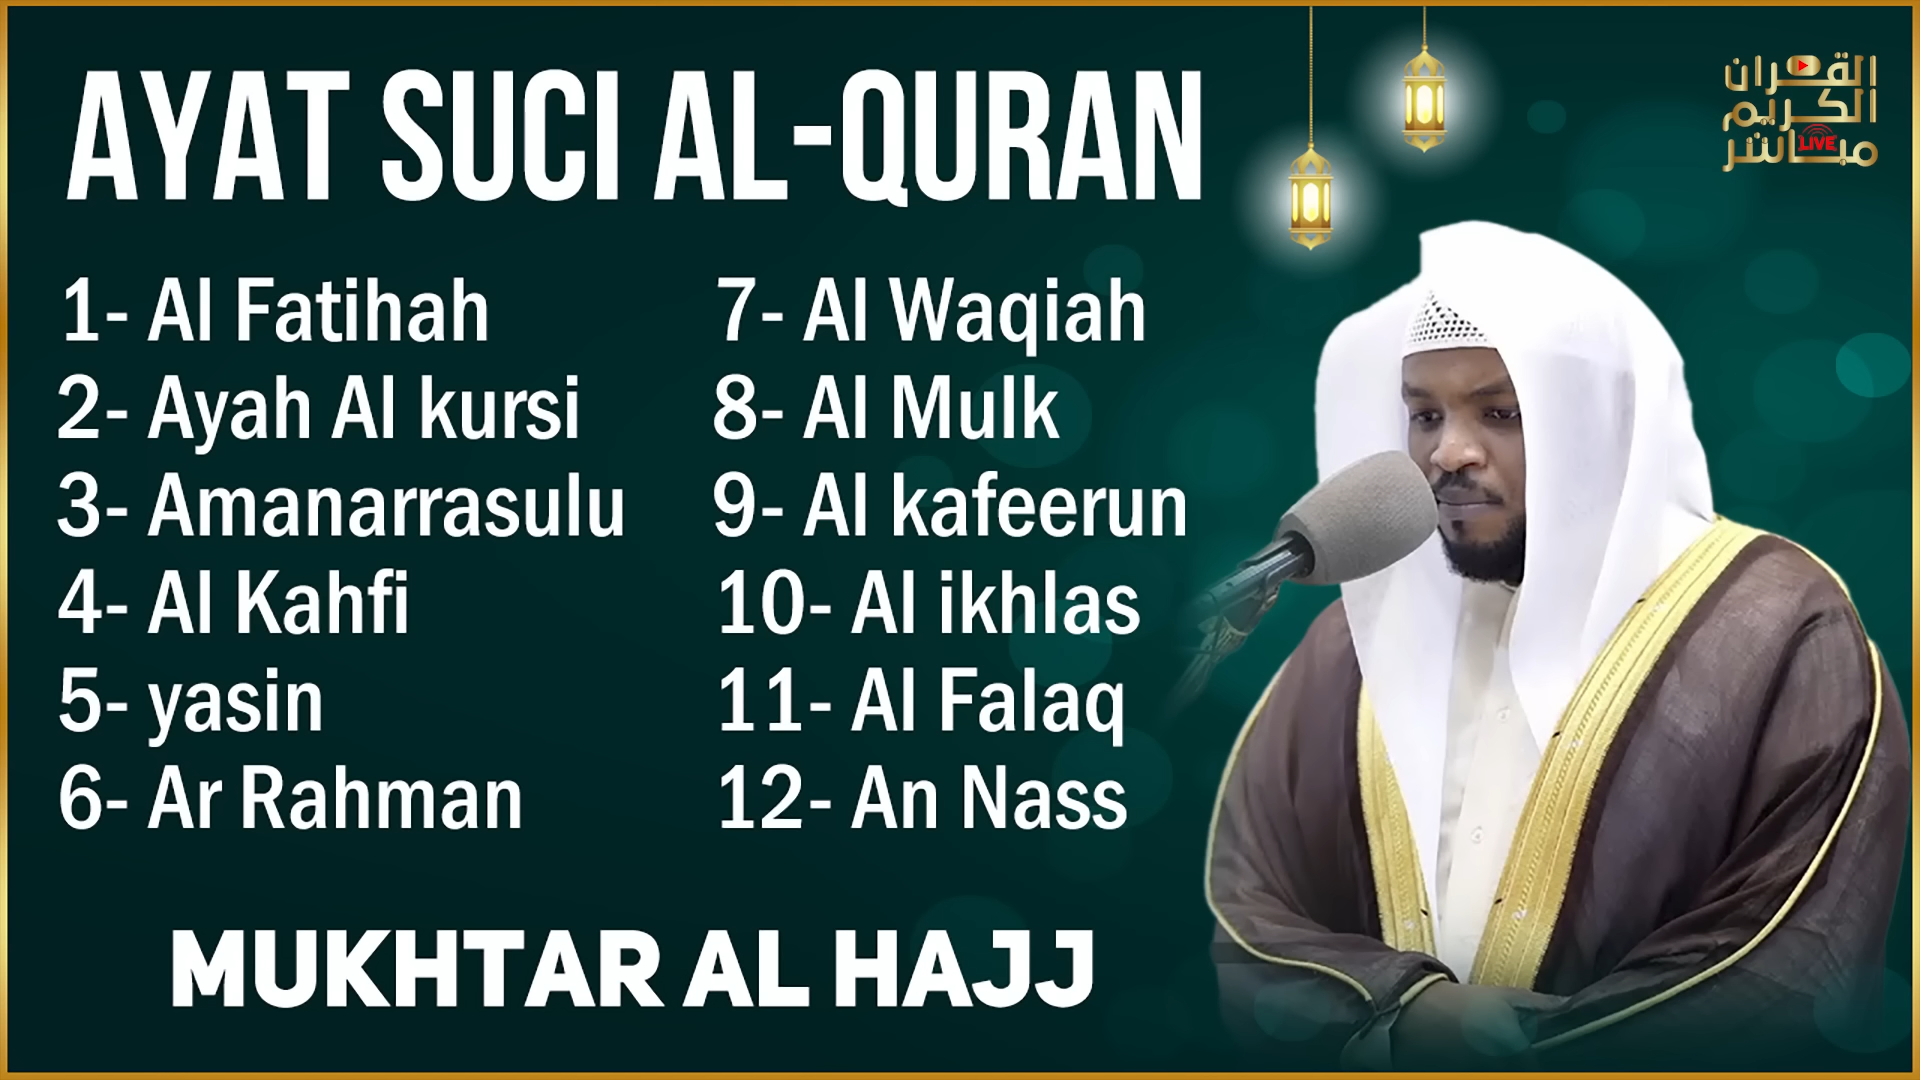 AYAT SUCI AL-QURAN
1- Al Fatihah
2- Ayah Al kursi
3- Amanarrasulu
4- Al Kahfi
5- yasin
6- Ar Rahman
7- Al Waqiah
8- Al Mulk
9- Al kafeerun
10- Al ikhlas
11- Al Falaq
12- An Nass
MUKHTAR AL HAJJ
القران
الكريم
مباشر
LIVE